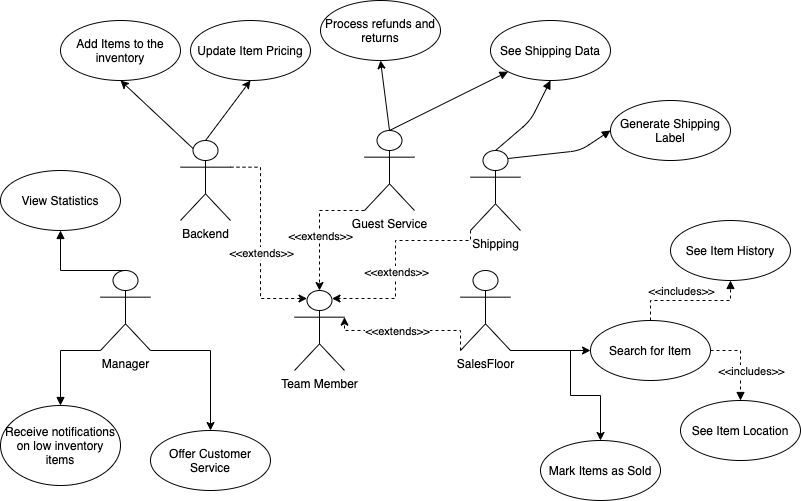 Process refunds and
returns
Add Items to the
inventory
Update Item Pricing
See Shipping Data
Generate Shipping
Label
View Statistics
Backend
Guest Service
Shipping
<<extends>>
<<extends>>
<<extends>>
See Item History
<<includes>>
<<extends>>
Manager
Team Member
SalesFloor
Search for Item
<<includes>>
Receive notifications
on low inventory
items
Offer Customer
Service
See Item Location
Mark Items as Sold